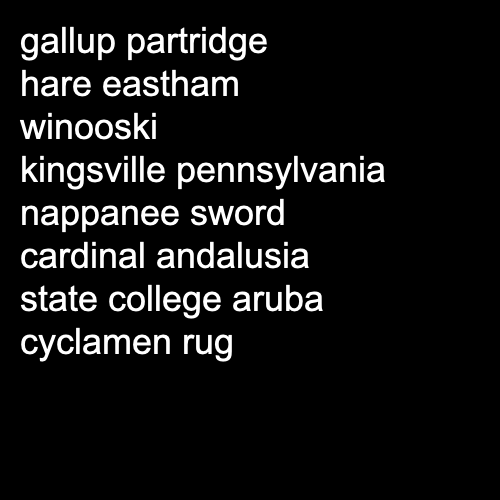 gallup partridge
hare eastham
winooski
kingsville pennsylvania
nappanee sword
cardinal andalusia
state college aruba
cyclamen rug